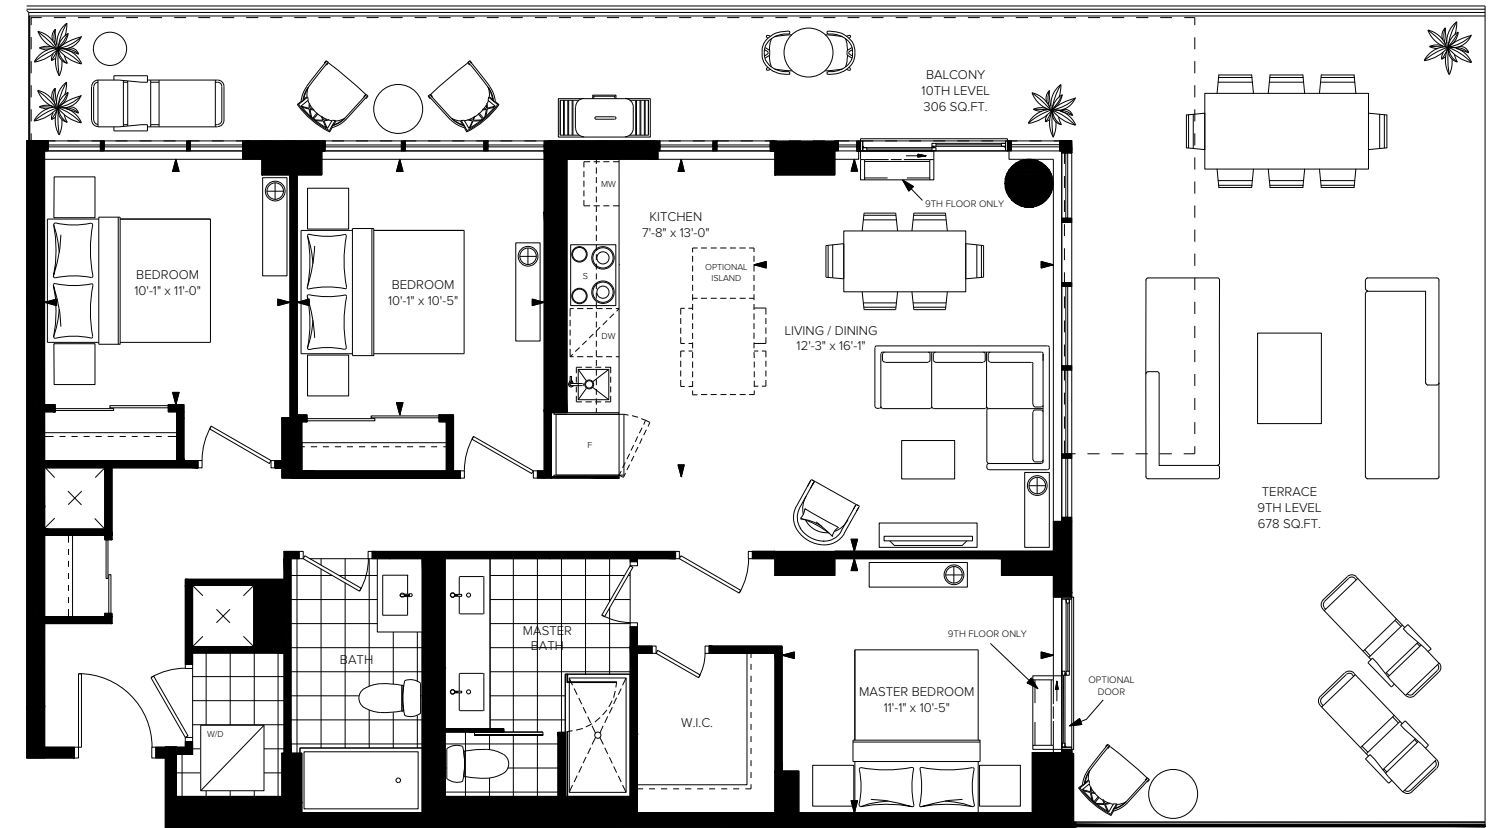 BALCONY
10TH LEVEL
306 SQ.FT.
MW
9TH FLOOR ONLY
KITCHEN
7'-8" x 13'-0"
BEDROOM
10'-1" x 11'-0"
BEDROOM
10'-1" x 10'-5"
S
OPTIONAL
ISLAND
DW
LIVING / DINING
12'-3" x 16'-1"
F
TERRACE
9TH LEVEL
678 SQ.FT.
MASTER
BATH
BATH
9TH FLOOR ONLY
OPTIONAL
DOOR
MASTER BEDROOM
11'-1" x 10'-5"
W.I.C.
W/D